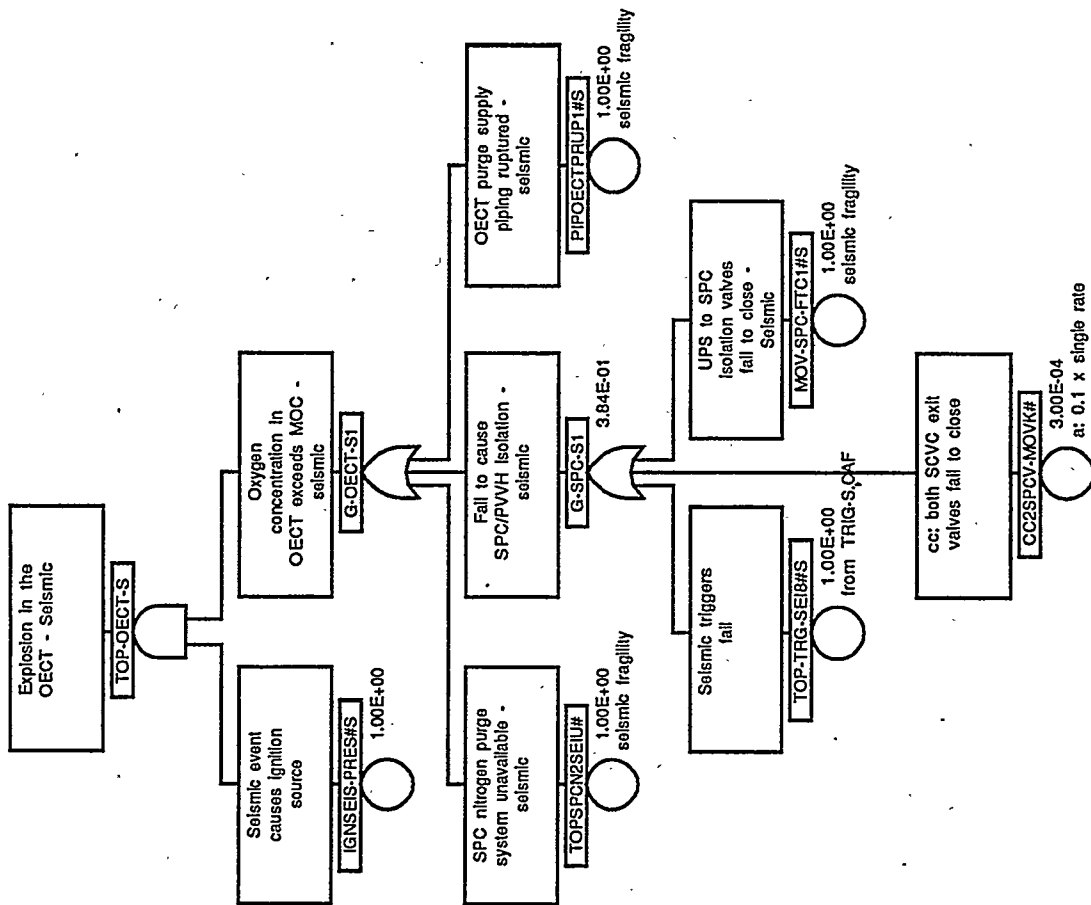 Explosion in the
OECT - Seismic
TOP-OECT-S
Seismic event
causes ignition
source
IGNSEIS-PRES#S
1.00E+00
Oxygen
concentration in
OECT exceeds MOC -
seismic
G-OECT-S1
SPC nitrogen purge
system unavailable -
seismic
TOPSPCN2SEIU#
1.00E+00
seismic fragility
Fail to cause
SPC/PVVH isolation -
seismic
G-SPC-S1
3.84E-01
OECT purge supply
piping ruptured -
seismic
PIPOECTPRUP1#S
1.00E+00
seismic fragility
Seismic triggers
fail
TOP-TRG-SEI8#S
1.00E+00
from TRIG-S.CAF
UPS to SPC
isolation valves
fail to close -
Seismic
MOV-SPC-FTC1#S
1.00E+00
seismic fragility
cc: both SCVC exit
valves fail to close
CC2SPCV-MOVK#
3.00E-04
a: 0.1 x single rate